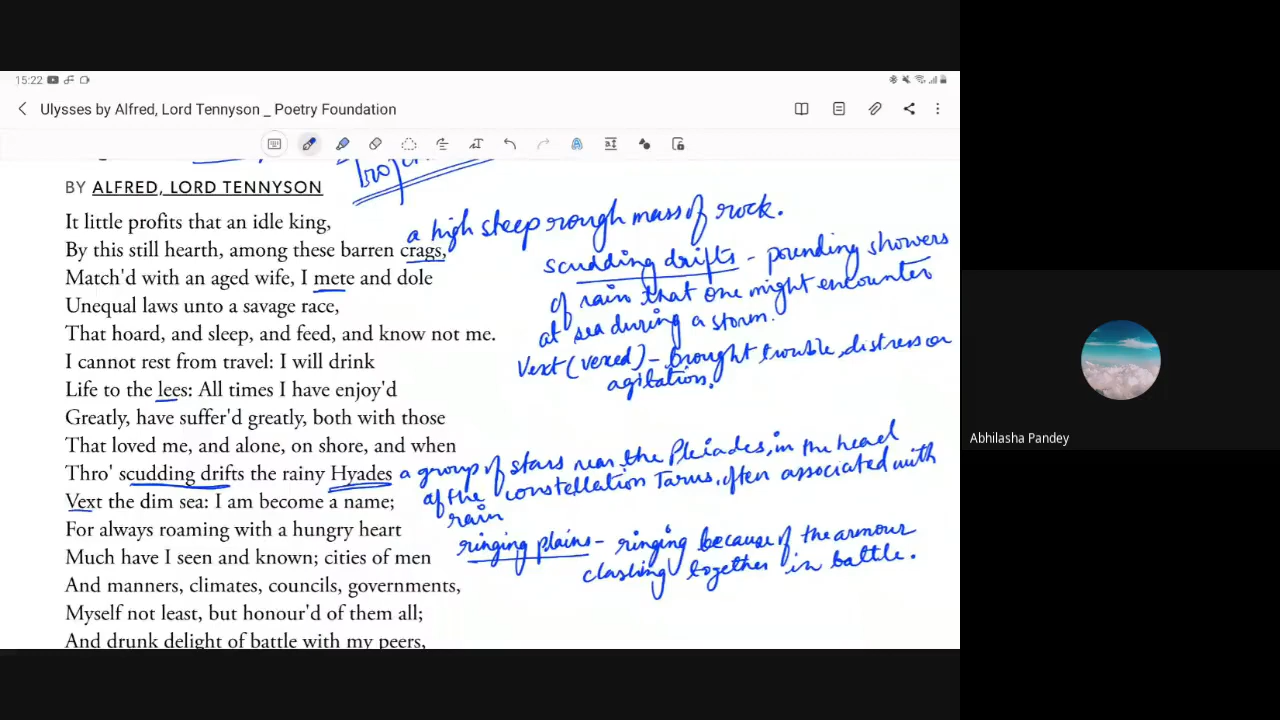 15:22
Ulysses by Alfred, Lord Tennyson _ Poetry Foundation
BY ALFRED, LORD TENNYSON
It little profits that an idle king,
a high steep rough mass of rock.
By this still hearth, among these barren crags,
scudding drifts - pounding showers
Match'd with an aged wife, I mete and dole
of rain that one might encounter
Unequal laws unto a savage race,
at sea during a storm.
That hoard, and sleep, and feed, and know not me.
Vext (vexed) - brought trouble, distress or
I cannot rest from travel: I will drink
agitation.
Life to the lees: All times I have enjoy'd
Greatly, have suffer'd greatly, both with those
That loved me, and alone, on shore, and when
Thro' scudding drifts the rainy Hyades
a group of stars near the Pleiades, in the head
of the constellation Tarus, often associated with
rain
Vext the dim sea: I am become a name;
For always roaming with a hungry heart
ringing plains - ringing because of the armour
clashing together in battle.
Much have I seen and known; cities of men
And manners, climates, councils, governments,
Myself not least, but honour'd of them all;
And drunk delight of battle with my peers,
Abhilasha Pandey